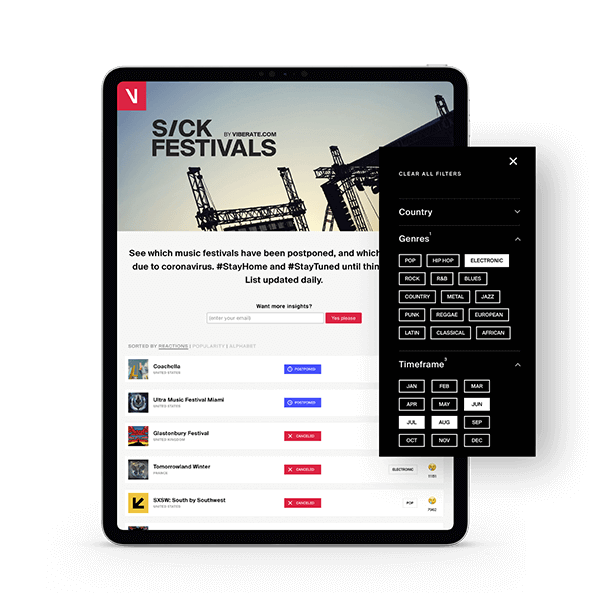 V
S/CK
BY VIBERATE.COM
FESTIVALS
See which music festivals have been postponed, and which
due to coronavirus. #StayHome and #StayTuned until thin
List updated daily.
Want more insights?
(enter your email)
Yes please
SORTED BY REACTIONS | POPULARITY | ALPHABET
Coachella
UNITED STATES
POSTPONED
Ultra Music Festival Miami
UNITED STATES
POSTPONED
Glastonbury Festival
UNITED KINGDOM
CANCELED
Tomorrowland Winter
FRANCE
CANCELED
ELECTRONIC
SXSW: South by Southwest
UNITED STATES
CANCELED
POP
CLEAR ALL FILTERS
Country
Genres 1
POP HIP HOP ELECTRONIC
ROCK R&B BLUES
COUNTRY METAL JAZZ
PUNK REGGAE EUROPEAN
LATIN CLASSICAL AFRICAN
Timeframe 3
JAN FEB MAR
APR MAY JUN
JUL AUG SEP
OCT NOV DEC